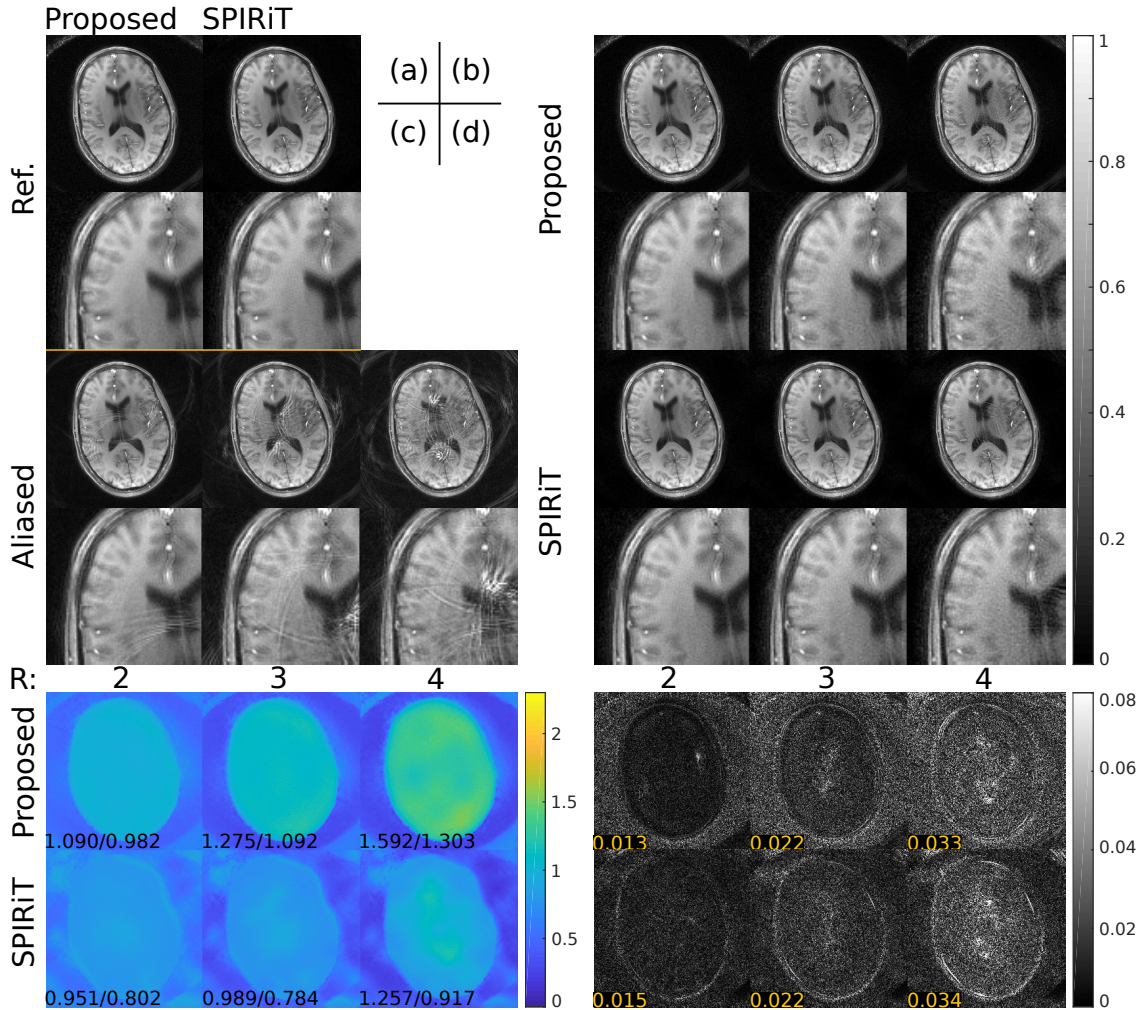 Proposed SPIRiT
(a) (b)
(c) (d)
Ref.
Aliased
Proposed
SPIRiT
1
0.8
0.6
0.4
0.2
0
R: 2 3 4
2 3 4
Proposed
SPIRiT
1.090/0.982 1.275/1.092 1.592/1.303
0.951/0.802 0.989/0.784 1.257/0.917
2
1.5
1
0.5
0
0.013 0.022 0.033
0.015 0.022 0.034
0.08
0.06
0.04
0.02
0